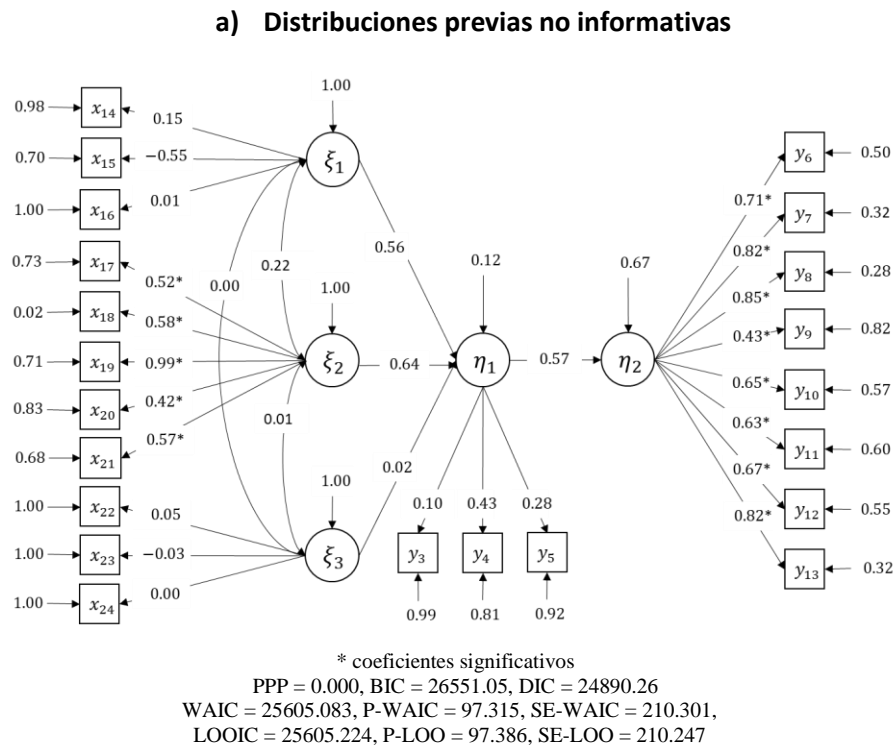 a) Distribuciones previas no informativas
1.00
0.98 x14 0.15
0.70 x15 −0.55 ξ1
1.00 x16 0.01
y6 0.50
0.71*
y7 0.32
0.82*
0.73 x17 0.52* 0.00 0.22 0.56 0.12 0.67
y8 0.28
0.85*
0.02 x18 0.58* 1.00
y9 0.82
0.43*
0.71 x19 0.99* ξ2 0.64 η1 0.57 η2
0.83 x20 0.42*
0.65* y10 0.57
0.68 x21 0.57* 0.01 0.02
0.63* y11 0.60
1.00 x22 0.05 1.00
0.10 0.43 0.28
0.67* y12 0.55
1.00 x23 −0.03 ξ3 y3 y4 y5
0.82* y13 0.32
1.00 x24 0.00
0.99 0.81 0.92
* coeficientes significativos
PPP = 0.000, BIC = 26551.05, DIC = 24890.26
WAIC = 25605.083, P-WAIC = 97.315, SE-WAIC = 210.301,
LOOIC = 25605.224, P-LOO = 97.386, SE-LOO = 210.247